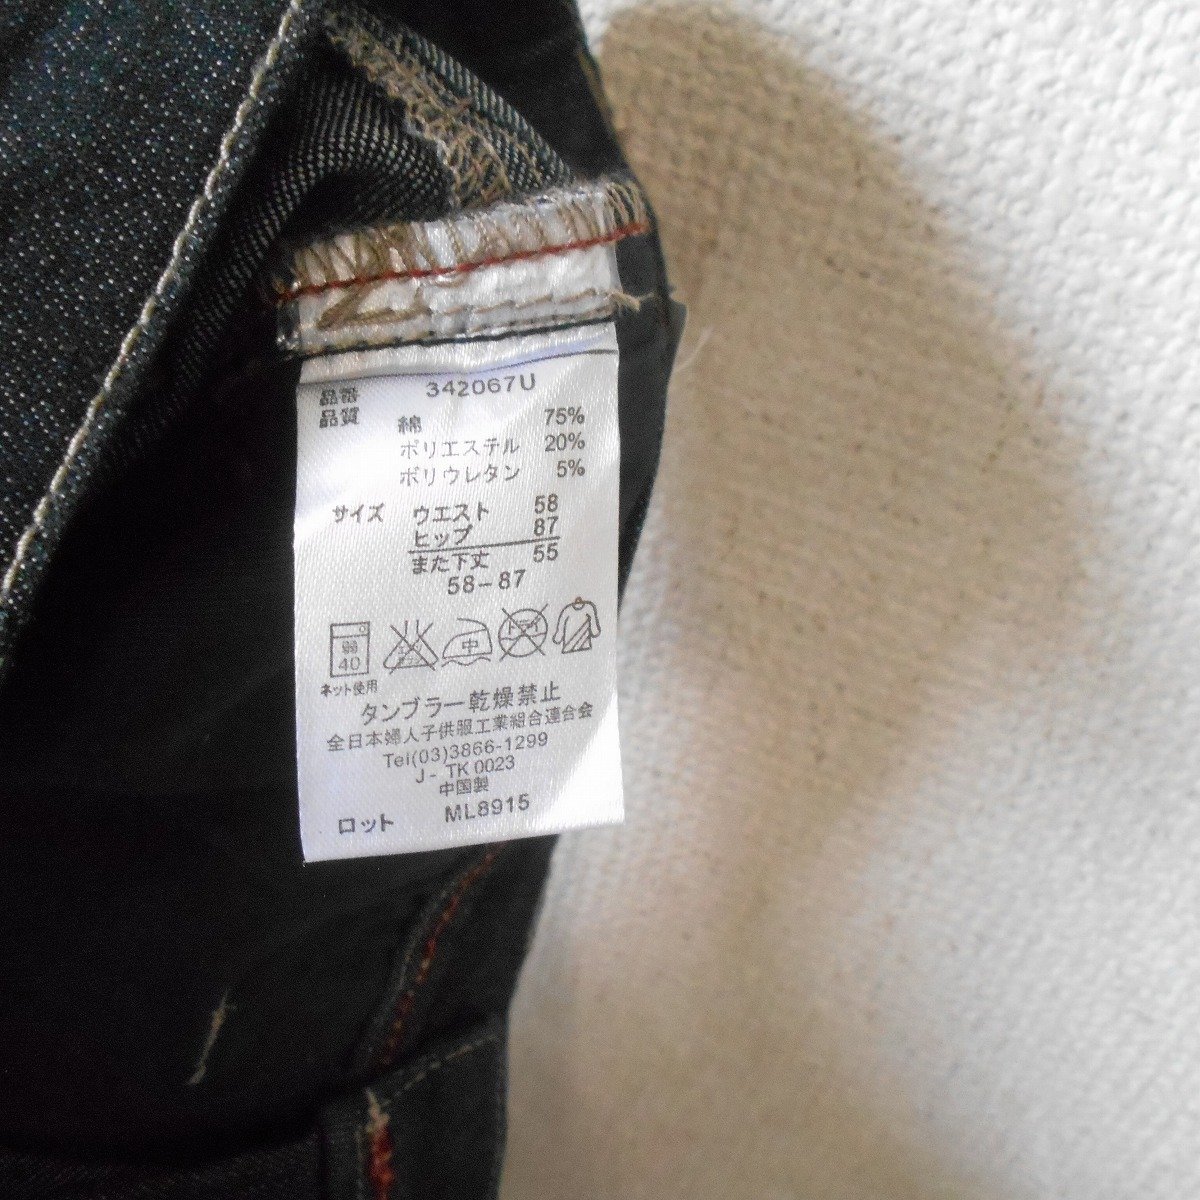 品番 342067U
品質 綿 75%
ポリエステル 20%
ポリウレタン 5%
サイズ ウエスト 58
ヒップ 87
また下丈 55
58-87
弱 40 中 ドライ
ネット使用
タンブラー乾燥禁止
全日本婦人子供服工業組合連合会
Tel(03)3866-1299
J- TK 0023
中国製
ロット ML8915